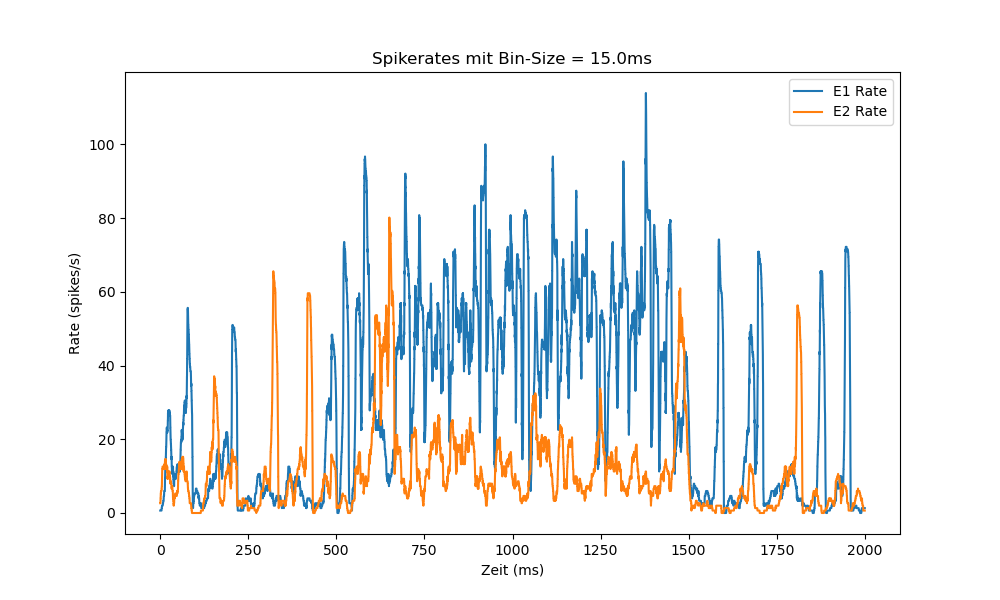 Spikerates mit Bin-Size = 15.0ms
E1 Rate
E2 Rate
Rate (spikes/s)
100
80
60
40
20
0
0 250 500 750 1000 1250 1500 1750 2000
Zeit (ms)